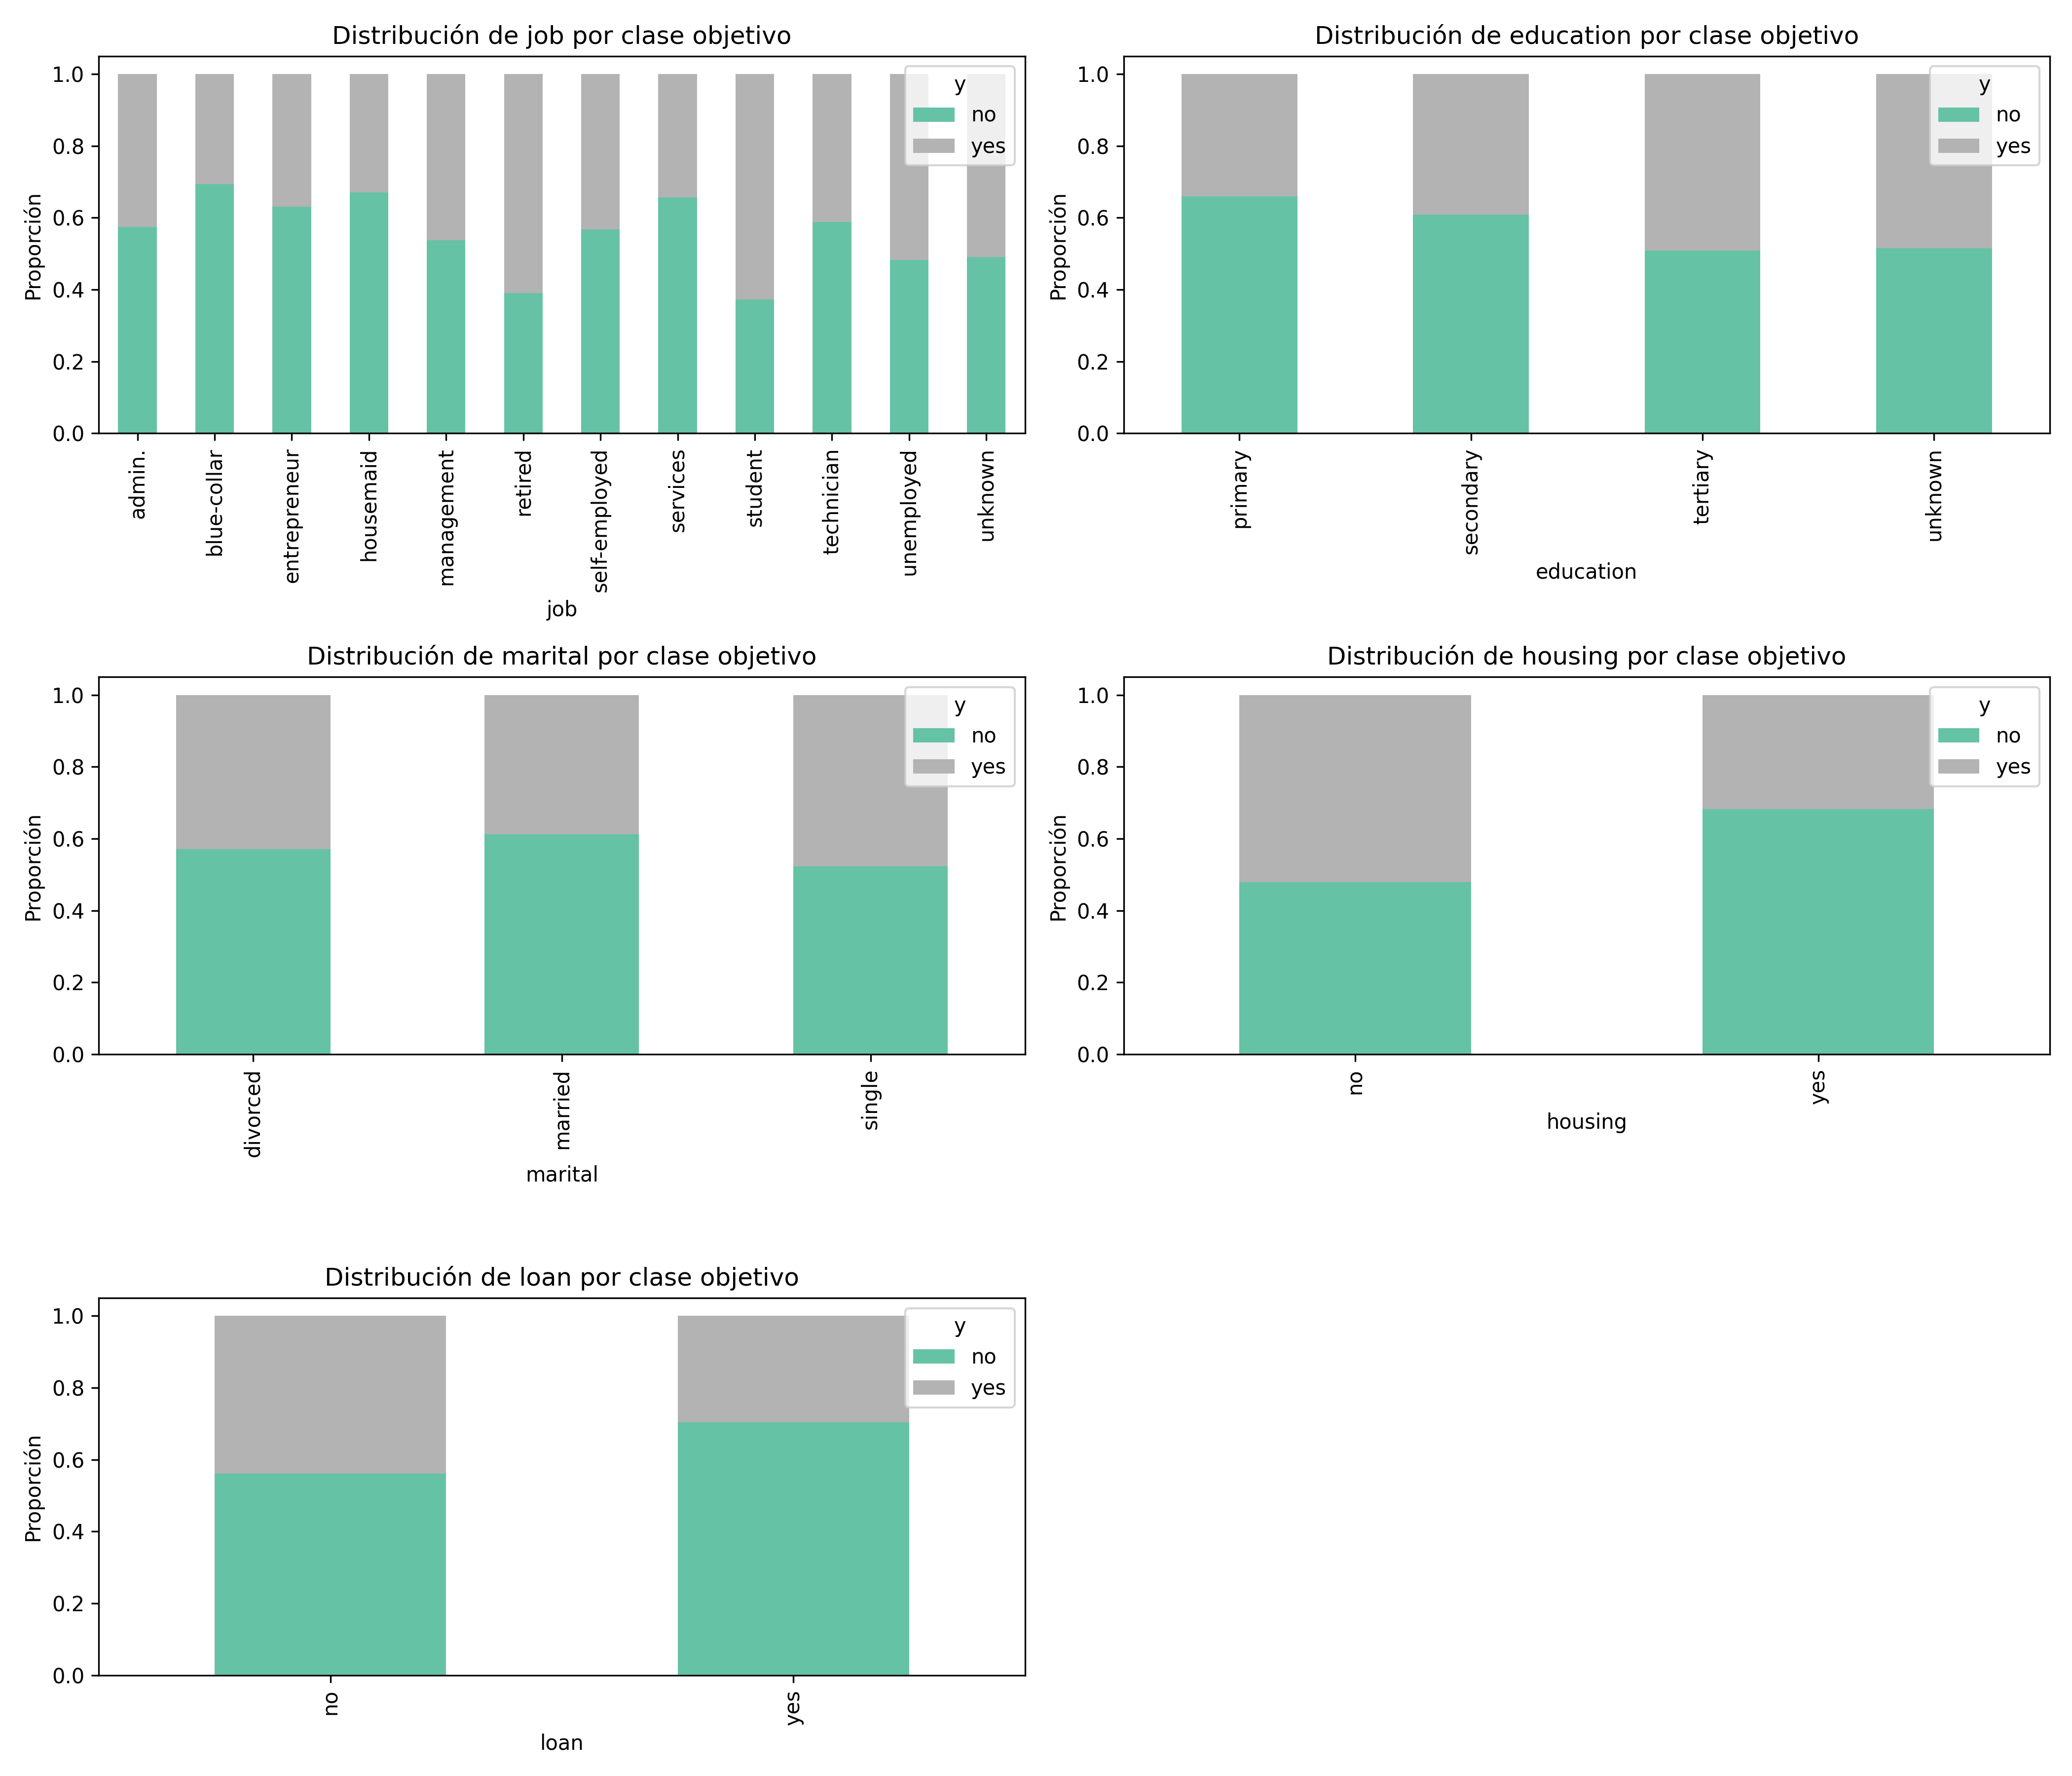 Distribución de job por clase objetivo
Proporción
1.0
0.8
0.6
0.4
0.2
0.0
y
no
yes
admin.
blue-collar
entrepreneur
housemaid
management
retired
self-employed
services
student
technician
unemployed
unknown
job
Distribución de education por clase objetivo
Proporción
1.0
0.8
0.6
0.4
0.2
0.0
y
no
yes
primary
secondary
tertiary
unknown
education
Distribución de marital por clase objetivo
Proporción
1.0
0.8
0.6
0.4
0.2
0.0
y
no
yes
divorced
married
single
marital
Distribución de housing por clase objetivo
Proporción
1.0
0.8
0.6
0.4
0.2
0.0
y
no
yes
no
yes
housing
Distribución de loan por clase objetivo
Proporción
1.0
0.8
0.6
0.4
0.2
0.0
y
no
yes
no
yes
loan